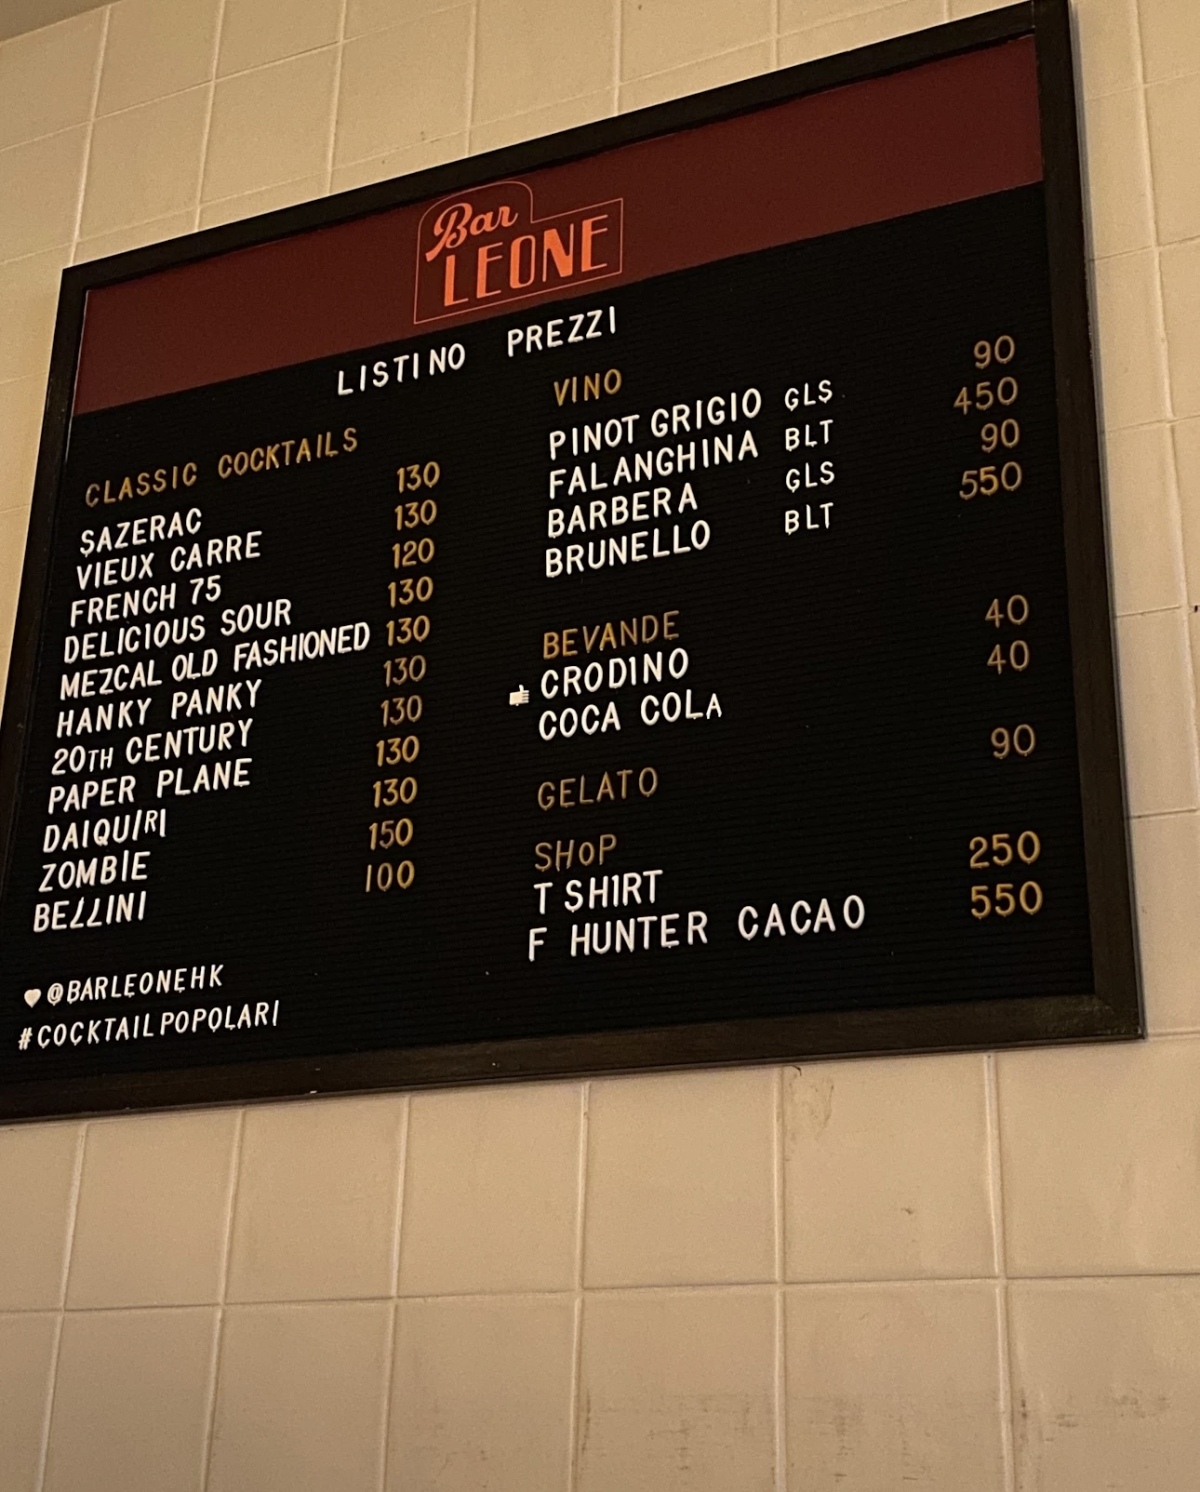 Bar
LEONE
LISTINO PREZZI
CLASSIC COCKTAILS
SAZERAC 130
VIEUX CARRE 130
FRENCH 75 120
DELICIOUS SOUR 130
MEZCAL OLD FASHIONED 130
HANKY PANKY 130
20TH CENTURY 130
PAPER PLANE 130
DAIQUIRI 130
ZOMBIE 150
BELLINI 100
@BARLEONEHK
#COCKTAILPOPOLARI
VINO
PINOT GRIGIO GLS 90
FALANGHINA BLT 450
BARBERA GLS 90
BRUNELLO BLT 550
BEVANDE
CRODINO 40
COCA COLA 40
GELATO 90
SHOP
T SHIRT 250
F HUNTER CACAO 550